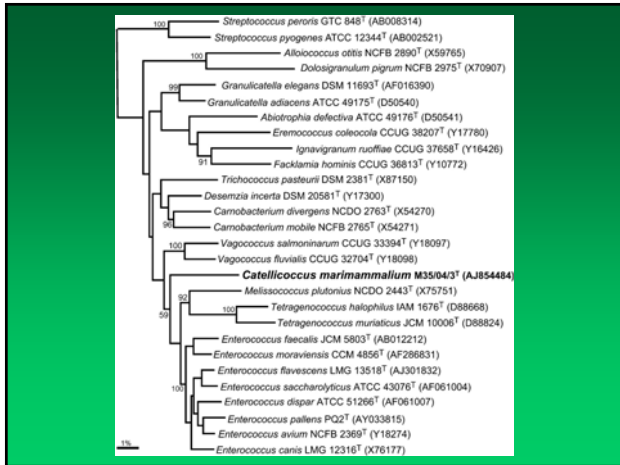 100
Streptococcus peroris GTC 848ᵀ (AB008314)
Streptococcus pyogenes ATCC 12344ᵀ (AB002521)
Alloiococcus otitis NCFB 2890ᵀ (X59765)
100
Dolosigranulum pigrum NCFB 2975ᵀ (X70907)
99
Granulicatella elegans DSM 11693ᵀ (AF016390)
Granulicatella adiacens ATCC 49175ᵀ (D50540)
Abiotrophia defectiva ATCC 49176ᵀ (D50541)
Eremococcus coleocola CCUG 38207ᵀ (Y17780)
Ignavigranum ruoffiae CCUG 37658ᵀ (Y16426)
91
Facklamia hominis CCUG 36813ᵀ (Y10772)
Trichococcus pasteurii DSM 2381ᵀ (X87150)
Desemzia incerta DSM 20581ᵀ (Y17300)
Carnobacterium divergens NCDO 2763ᵀ (X54270)
96
Carnobacterium mobile NCFB 2765ᵀ (X54271)
100
Vagococcus salmoninarum CCUG 33394ᵀ (Y18097)
Vagococcus fluvialis CCUG 32704ᵀ (Y18098)
Catellicoccus marimammalium M35/04/3ᵀ (AJ854484)
92
Melissococcus plutonius NCDO 2443ᵀ (X75751)
59
100
Tetragenococcus halophilus IAM 1676ᵀ (D88668)
Tetragenococcus muriaticus JCM 10006ᵀ (D88824)
Enterococcus faecalis JCM 5803ᵀ (AB012212)
Enterococcus moraviensis CCM 4856ᵀ (AF286831)
Enterococcus flavescens LMG 13518ᵀ (AJ301832)
100
Enterococcus saccharolyticus ATCC 43076ᵀ (AF061004)
Enterococcus dispar ATCC 51266ᵀ (AF061007)
Enterococcus pallens PQ2ᵀ (AY033815)
Enterococcus avium NCFB 2369ᵀ (Y18274)
1%
Enterococcus canis LMG 12316ᵀ (X76177)